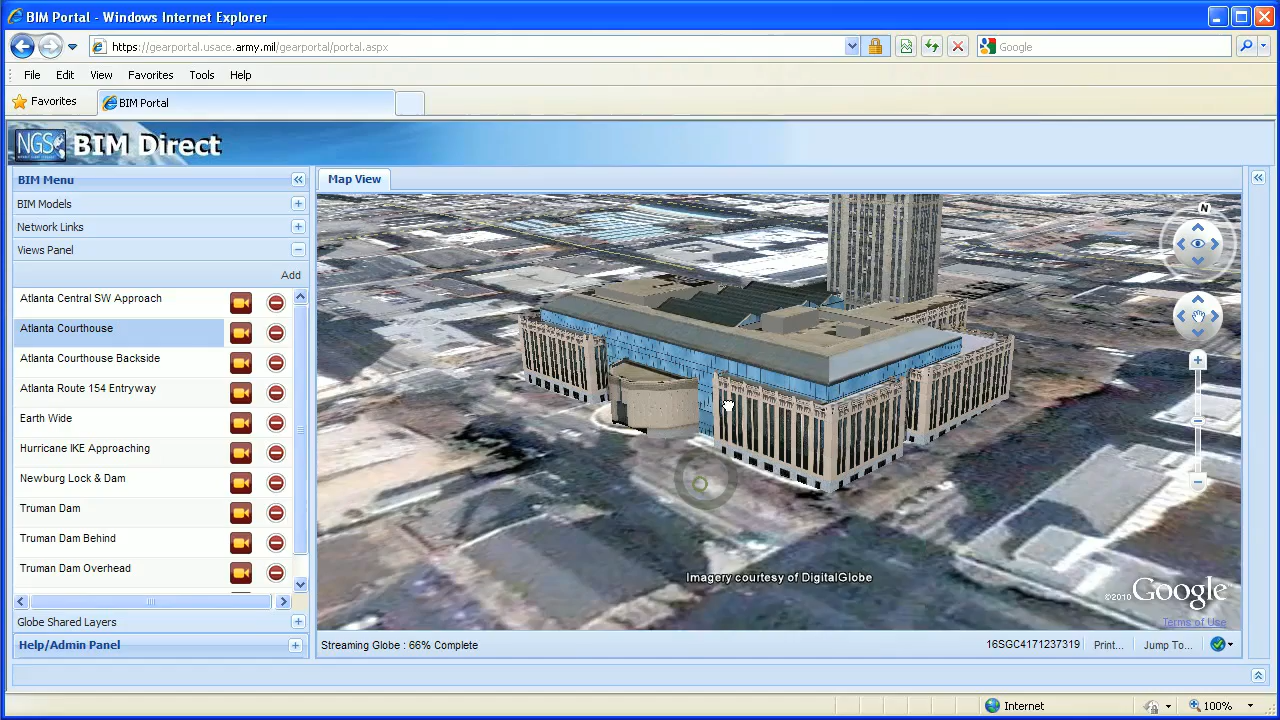 BIM Portal - Windows Internet Explorer
https://gearportal.usace.army.mil/gearportal/portal.aspx
Google
File Edit View Favorites Tools Help
Favorites
BIM Portal
NGS
BIM Direct
BIM Menu
Map View
BIM Models
Network Links
Views Panel
Add
Atlanta Central SW Approach
Atlanta Courthouse
Atlanta Courthouse Backside
Atlanta Route 154 Entryway
Earth Wide
Hurricane IKE Approaching
Newburg Lock & Dam
Truman Dam
Truman Dam Behind
Truman Dam Overhead
Globe Shared Layers
Help/Admin Panel
N
Imagery courtesy of DigitalGlobe
©2010 Google
Terms of Use
Streaming Globe : 66% Complete
16SGC4171237319 Print... Jump To...
Internet
100%